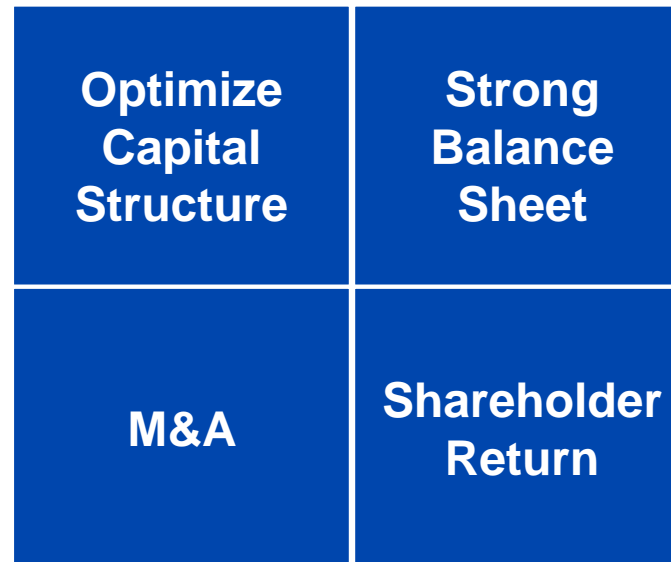 Optimize
Capital
Structure
Strong
Balance
Sheet
M&A
Shareholder
Return